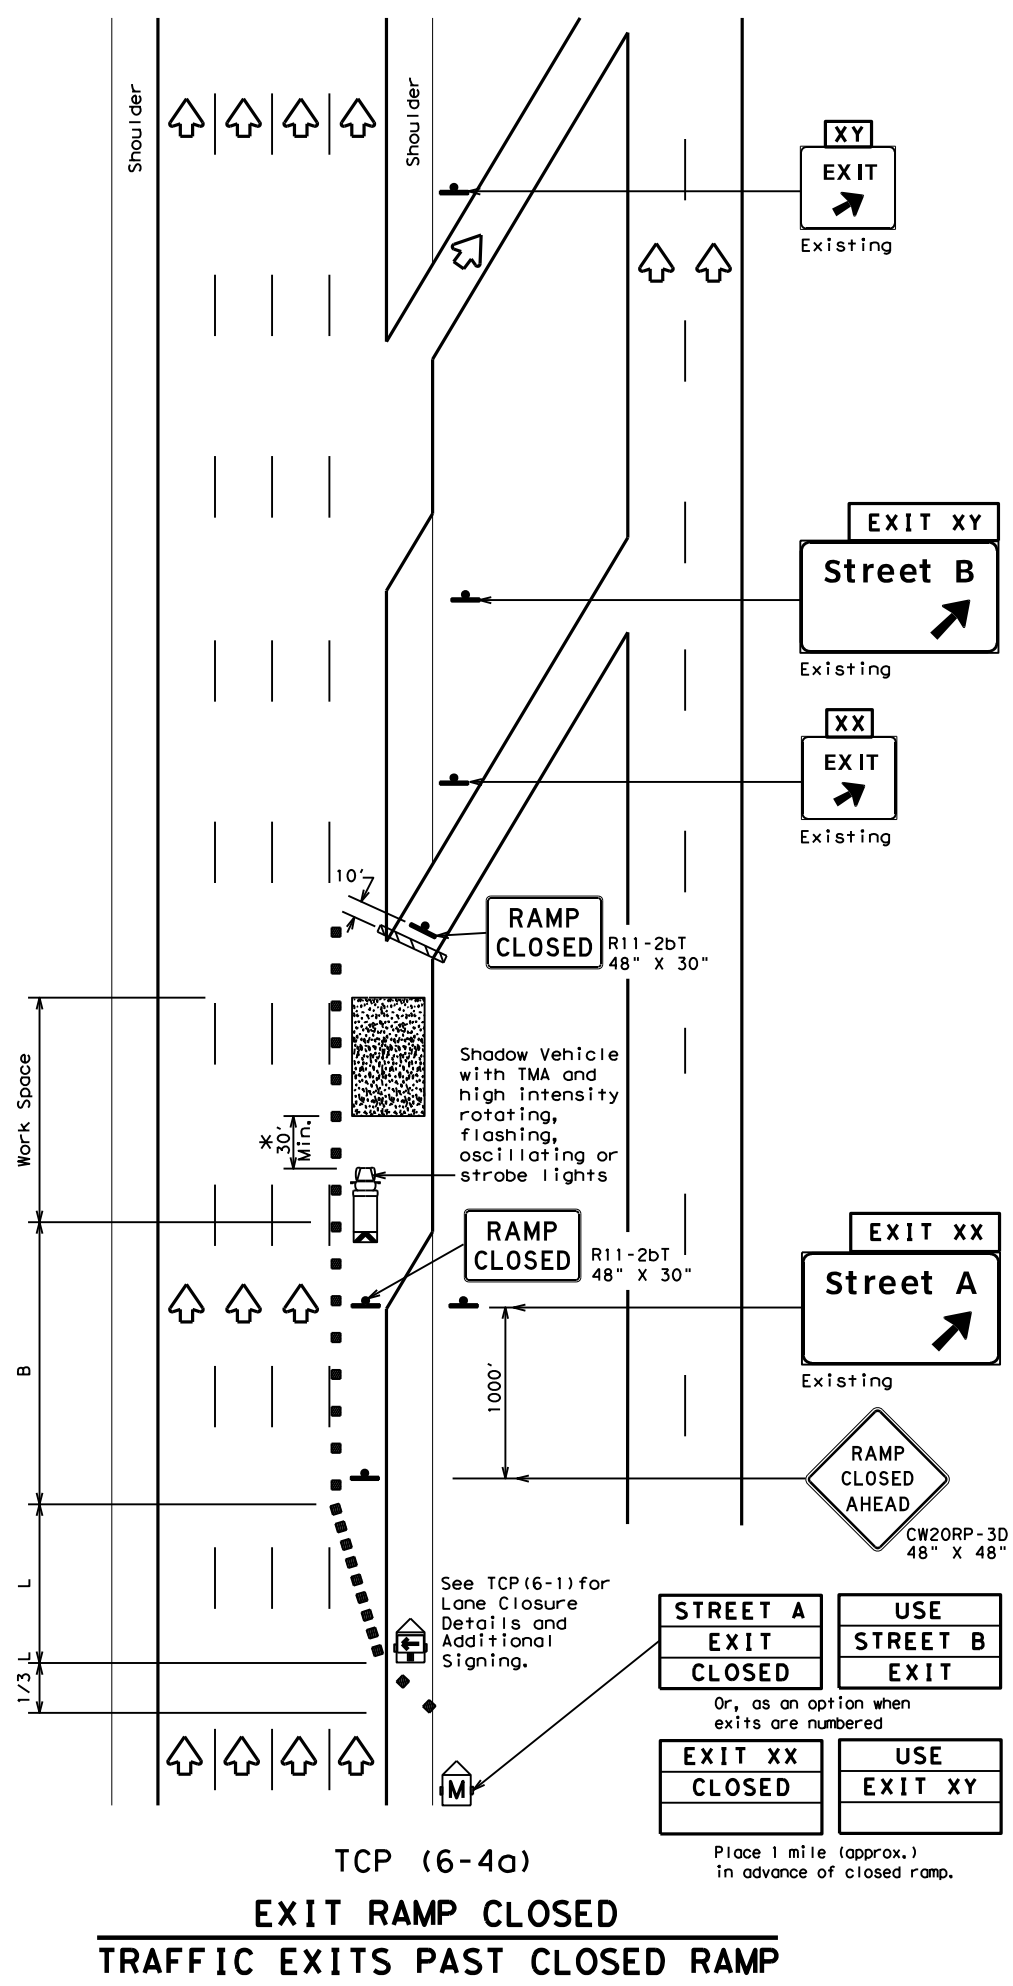 Shoulder
Shoulder
XY
EXIT
Existing
EXIT XY
Street B
Existing
XX
EXIT
Existing
10'
RAMP
CLOSED
R11-2bT
48" X 30"
Work Space
*
30'
Min.
Shadow Vehicle
with TMA and
high intensity
rotating,
flashing,
oscillating or
strobe lights
RAMP
CLOSED
R11-2bT
48" X 30"
EXIT XX
Street A
Existing
B
1000'
RAMP
CLOSED
AHEAD
CW20RP-3D
48" X 48"
L
1/3 L
See TCP(6-1)for
Lane Closure
Details and
Additional
Signing.
STREET A
EXIT
CLOSED
USE
STREET B
EXIT
Or, as an option when
exits are numbered
EXIT XX
CLOSED
USE
EXIT XY
M
Place 1 mile (approx.)
in advance of closed ramp.
TCP (6-4a)
EXIT RAMP CLOSED
TRAFFIC EXITS PAST CLOSED RAMP